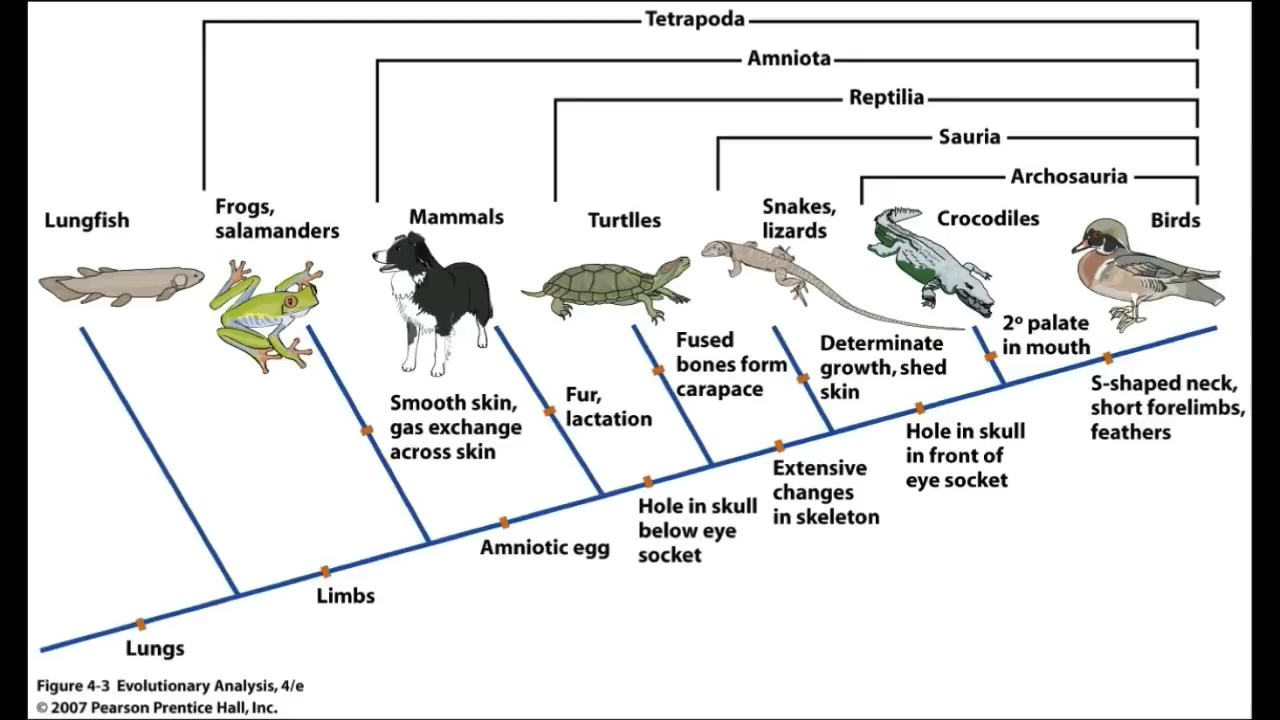 Tetrapoda
Amniota
Reptilia
Sauria
Archosauria
Lungfish
Frogs,
salamanders
Mammals
Turtlles
Snakes,
lizards
Crocodiles
Birds
2º palate
in mouth
Fused
bones form
carapace
Determinate
growth, shed
skin
S-shaped neck,
short forelimbs,
feathers
Fur,
lactation
Smooth skin,
gas exchange
across skin
Hole in skull
in front of
eye socket
Extensive
changes
in skeleton
Hole in skull
below eye
socket
Amniotic egg
Limbs
Lungs
Figure 4-3 Evolutionary Analysis, 4/e
© 2007 Pearson Prentice Hall, Inc.